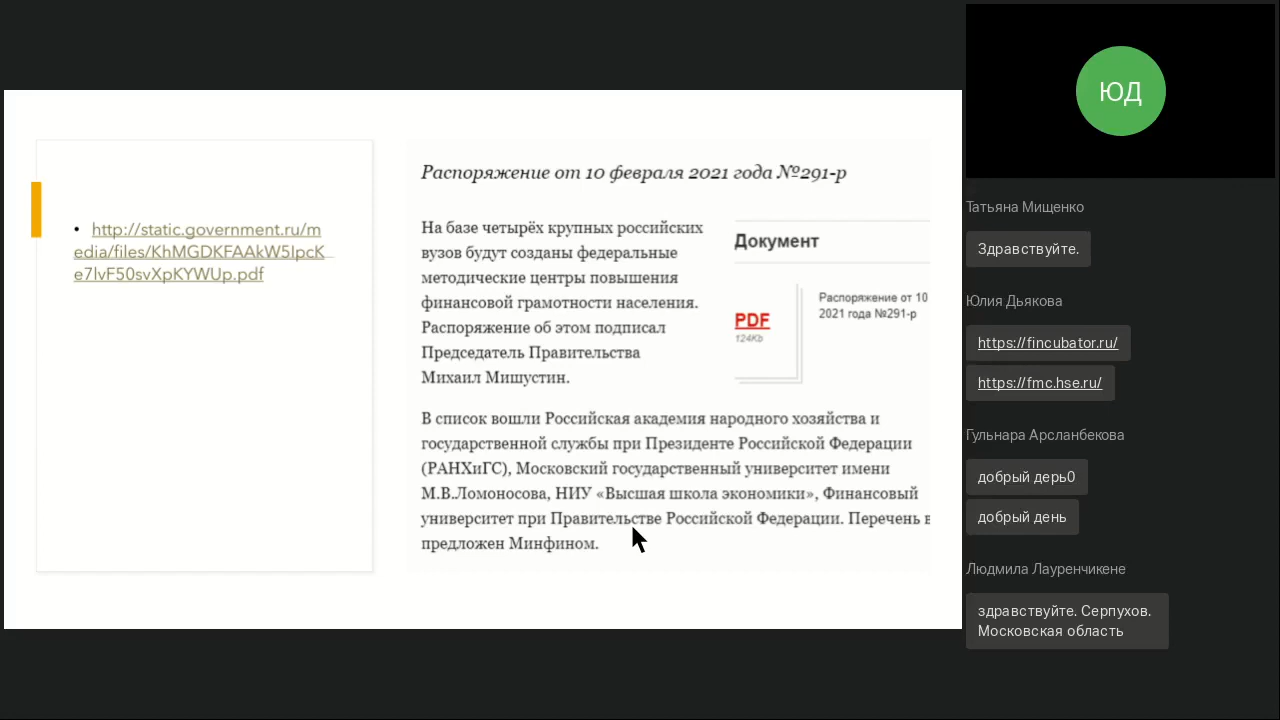 • http://static.government.ru/m
edia/files/KhMGDKFAAkW5lpcK
e7lvF50svXpKYWUp.pdf
Распоряжение от 10 февраля 2021 года №291-р
На базе четырёх крупных российских
вузов будут созданы федеральные
методические центры повышения
финансовой грамотности населения.
Распоряжение об этом подписал
Председатель Правительства
Михаил Мишустин.
Документ
PDF
124Kb
Распоряжение от 10
2021 года №291-р
В список вошли Российская академия народного хозяйства и
государственной службы при Президенте Российской Федерации
(РАНХиГС), Московский государственный университет имени
М.В.Ломоносова, НИУ «Высшая школа экономики», Финансовый
университет при Правительстве Российской Федерации. Перечень в
предложен Минфином.
ЮД
Татьяна Мищенко
Здравствуйте.
Юлия Дьякова
https://fincubator.ru/
https://fmc.hse.ru/
Гульнара Арсланбекова
добрый дерь0
добрый день
Людмила Лауренчикене
здравствуйте. Серпухов.
Московская область